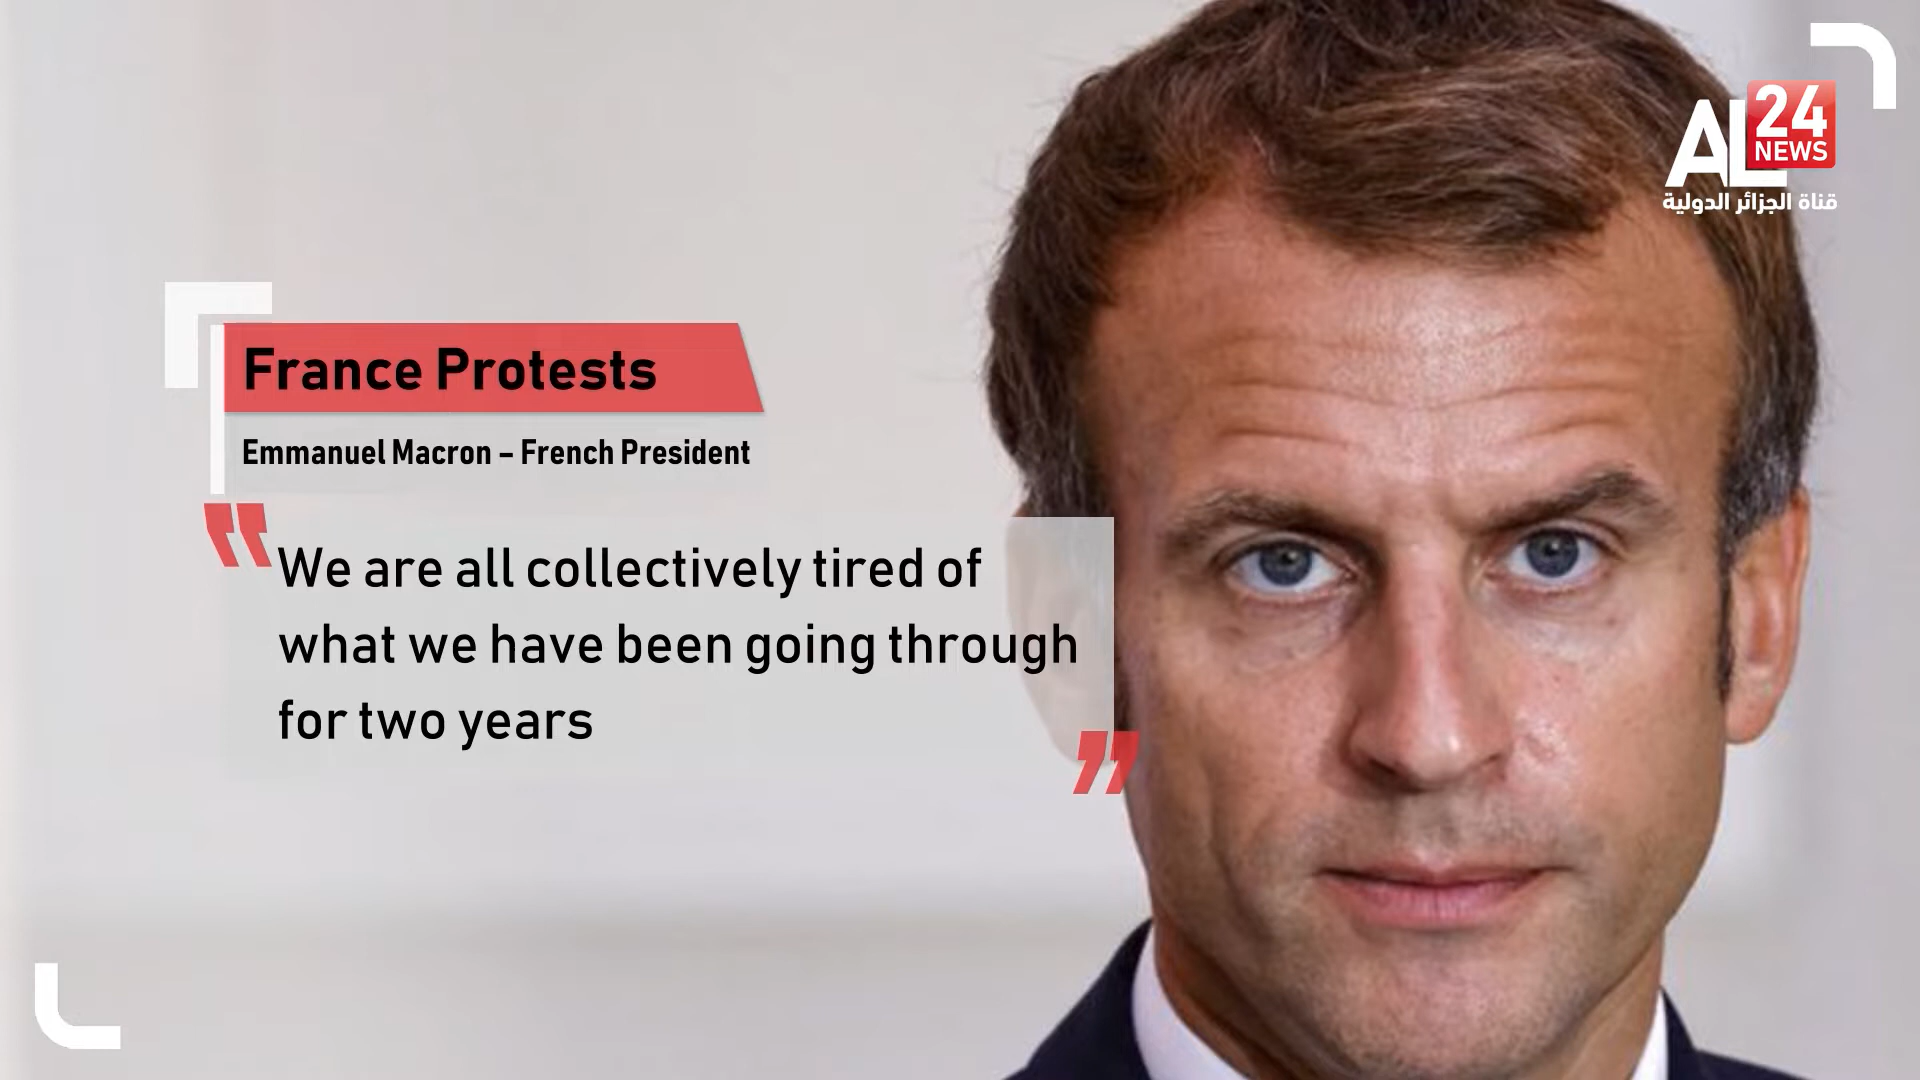 AL 24
NEWS
قناة الجزائر الدولية
France Protests
Emmanuel Macron – French President
“We are all collectively tired of
what we have been going through
for two years”